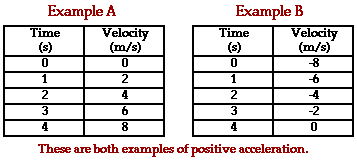 Example A Example B
Time (s) Velocity (m/s) Time (s) Velocity (m/s)
0 0 0 -8
1 2 1 -6
2 4 2 -4
3 6 3 -2
4 8 4 0
These are both examples of positive acceleration.